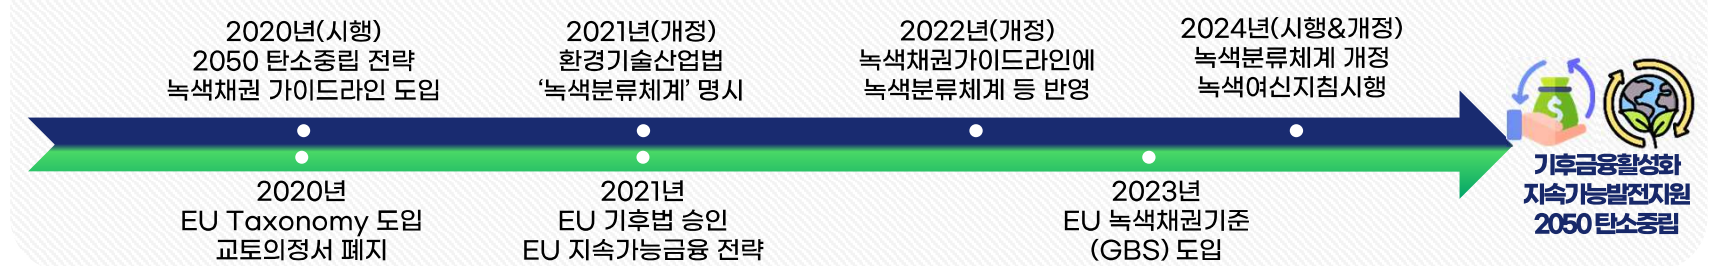 2020년(시행)
2050 탄소중립 전략
녹색채권 가이드라인 도입
2021년(개정)
환경기술산업법
‘녹색분류체계’ 명시
2022년(개정)
녹색채권가이드라인에
녹색분류체계 등 반영
2024년(시행&개정)
녹색분류체계 개정
녹색여신지침시행
$
기후금융활성화
지속가능발전지원
2050 탄소중립
2020년
EU Taxonomy 도입
교토의정서 폐지
2021년
EU 기후법 승인
EU 지속가능금융 전략
2023년
EU 녹색채권기준
(GBS) 도입